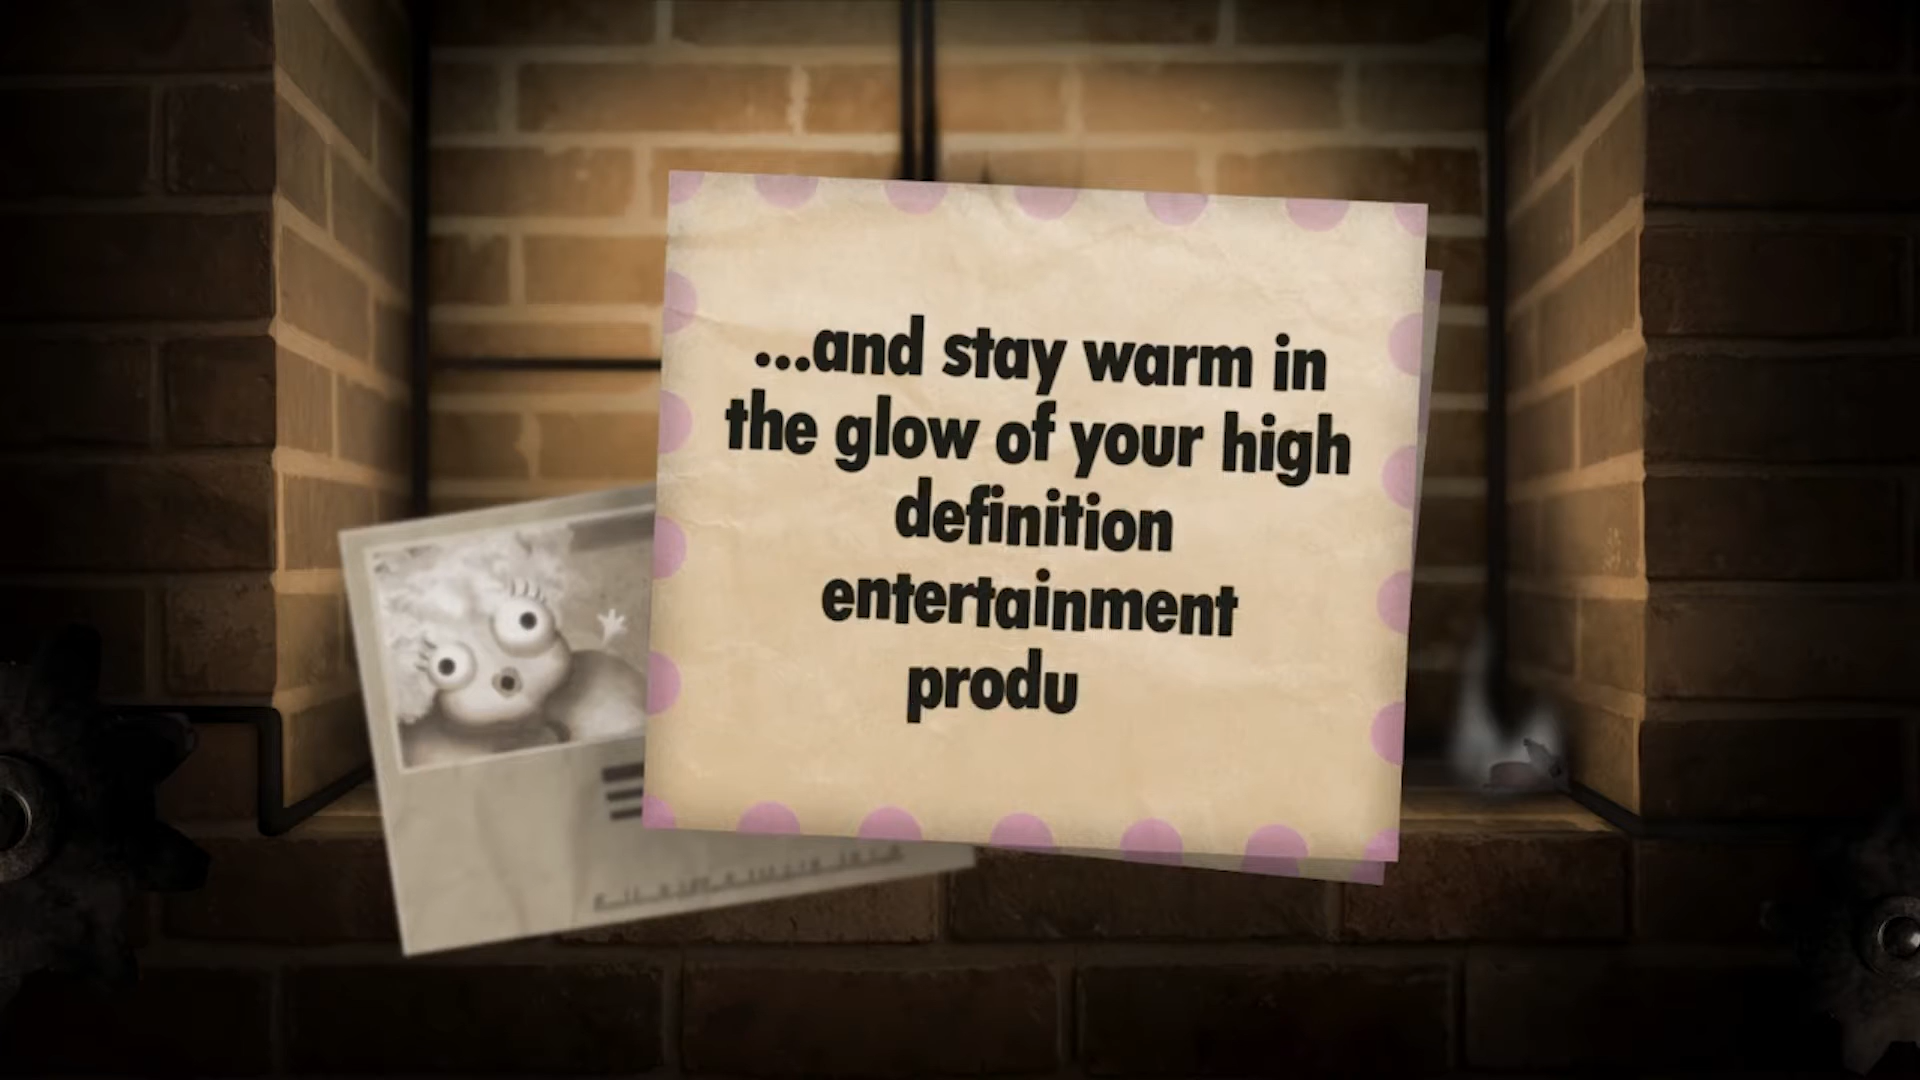 ...and stay warm in
the glow of your high
definition
entertainment
produ